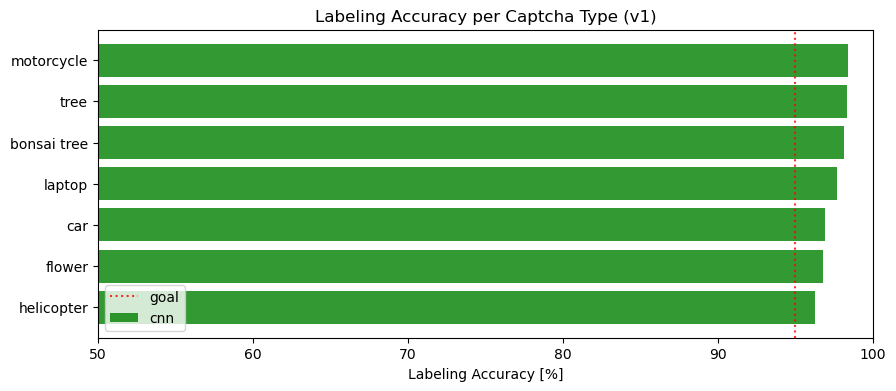 Labeling Accuracy per Captcha Type (v1)
motorcycle
tree
bonsai tree
laptop
car
flower
helicopter
goal
cnn
50 60 70 80 90 100
Labeling Accuracy [%]